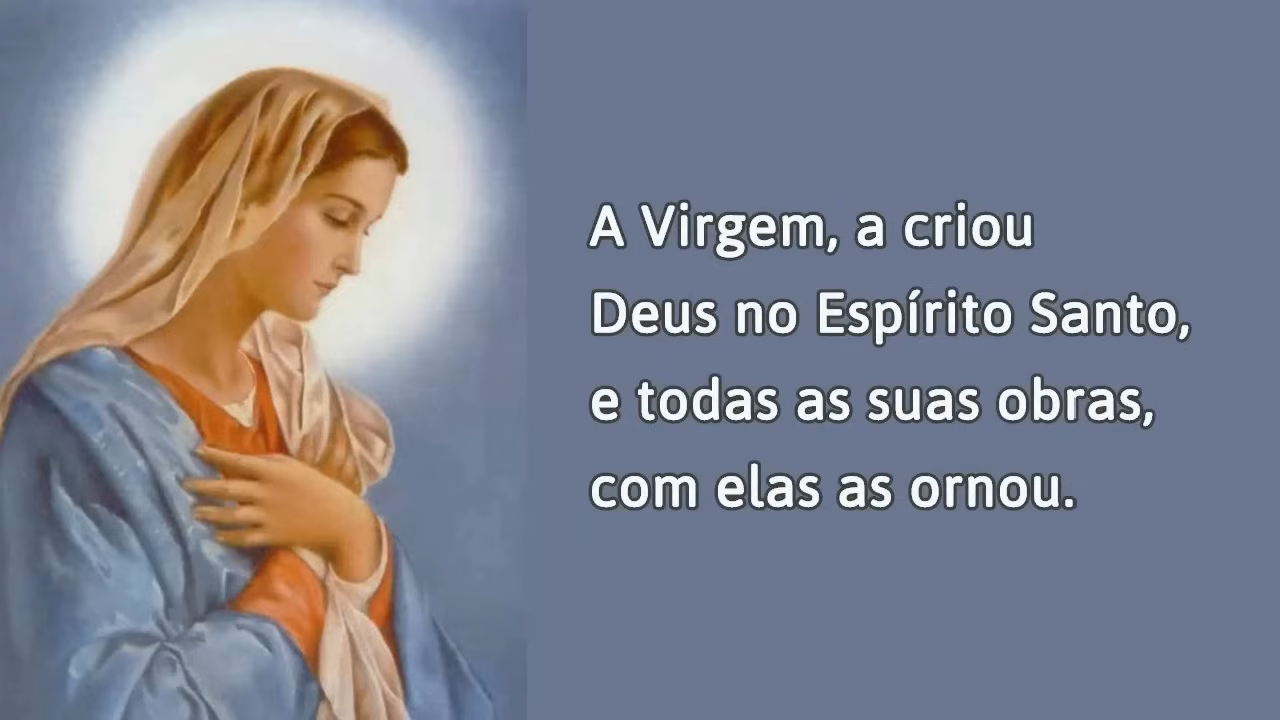 A Virgem, a criou
Deus no Espírito Santo,
e todas as suas obras,
com elas as ornou.